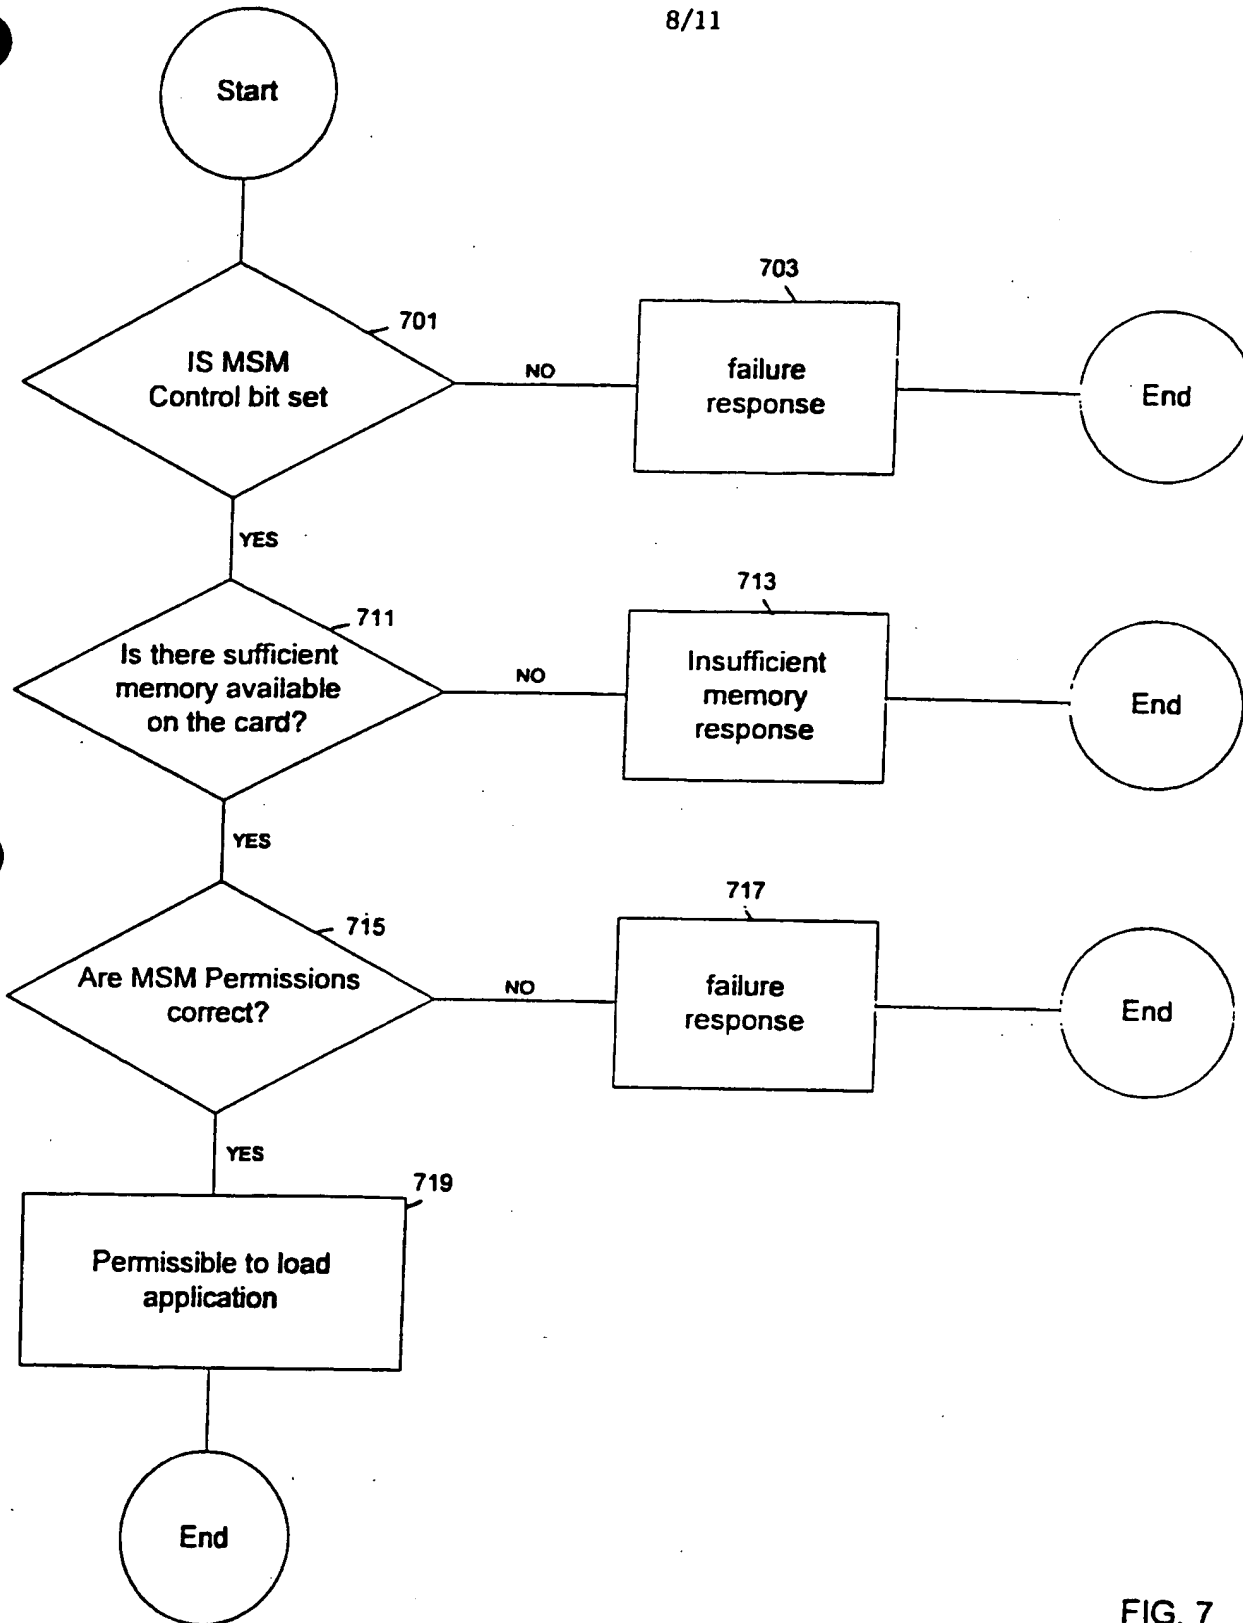 8/11
Start
701
IS MSM
Control bit set
NO
703
failure
response
End
YES
711
Is there sufficient
memory available
on the card?
NO
713
Insufficient
memory
response
End
YES
715
Are MSM Permissions
correct?
NO
717
failure
response
End
YES
719
Permissible to load
application
End
FIG. 7